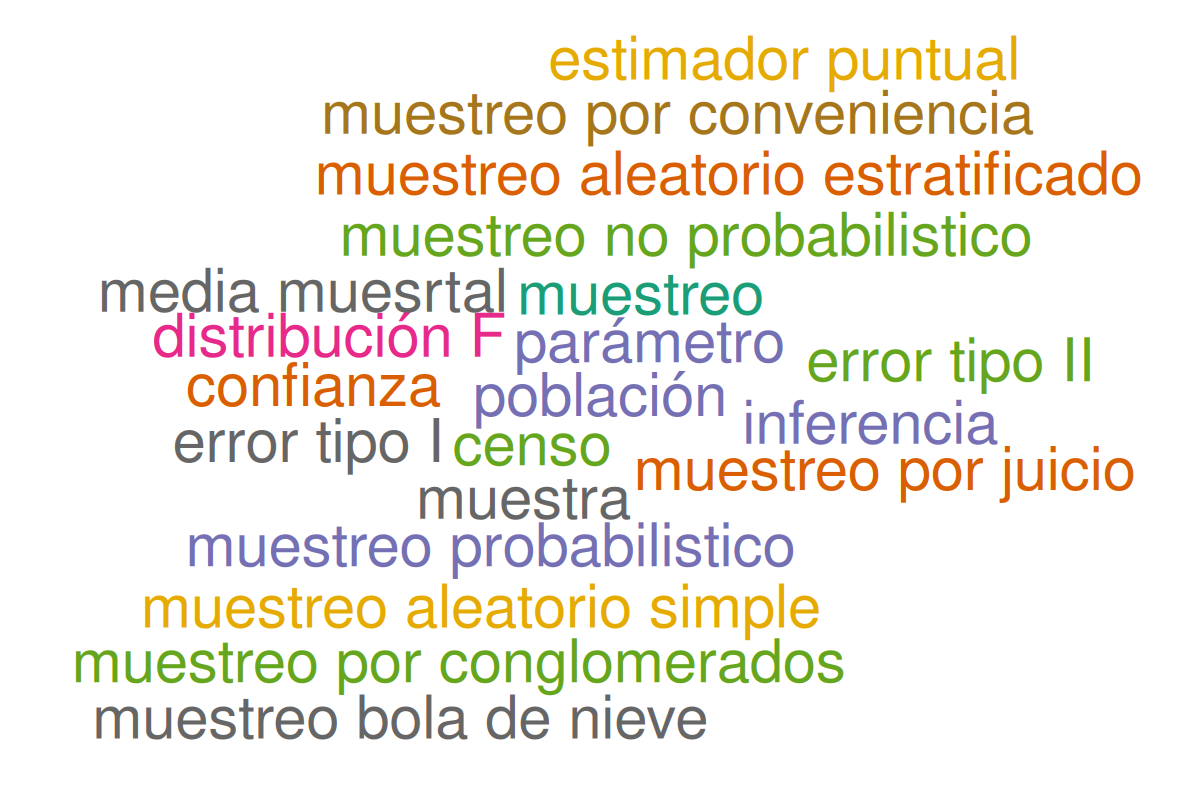 estimador puntual
muestreo por conveniencia
muestreo aleatorio estratificado
muestreo no probabilistico
media muesrtal
muestreo
distribución F
parámetro
error tipo II
confianza
población
inferencia
error tipo I
censo
muestreo por juicio
muestra
muestreo probabilistico
muestreo aleatorio simple
muestreo por conglomerados
muestreo bola de nieve